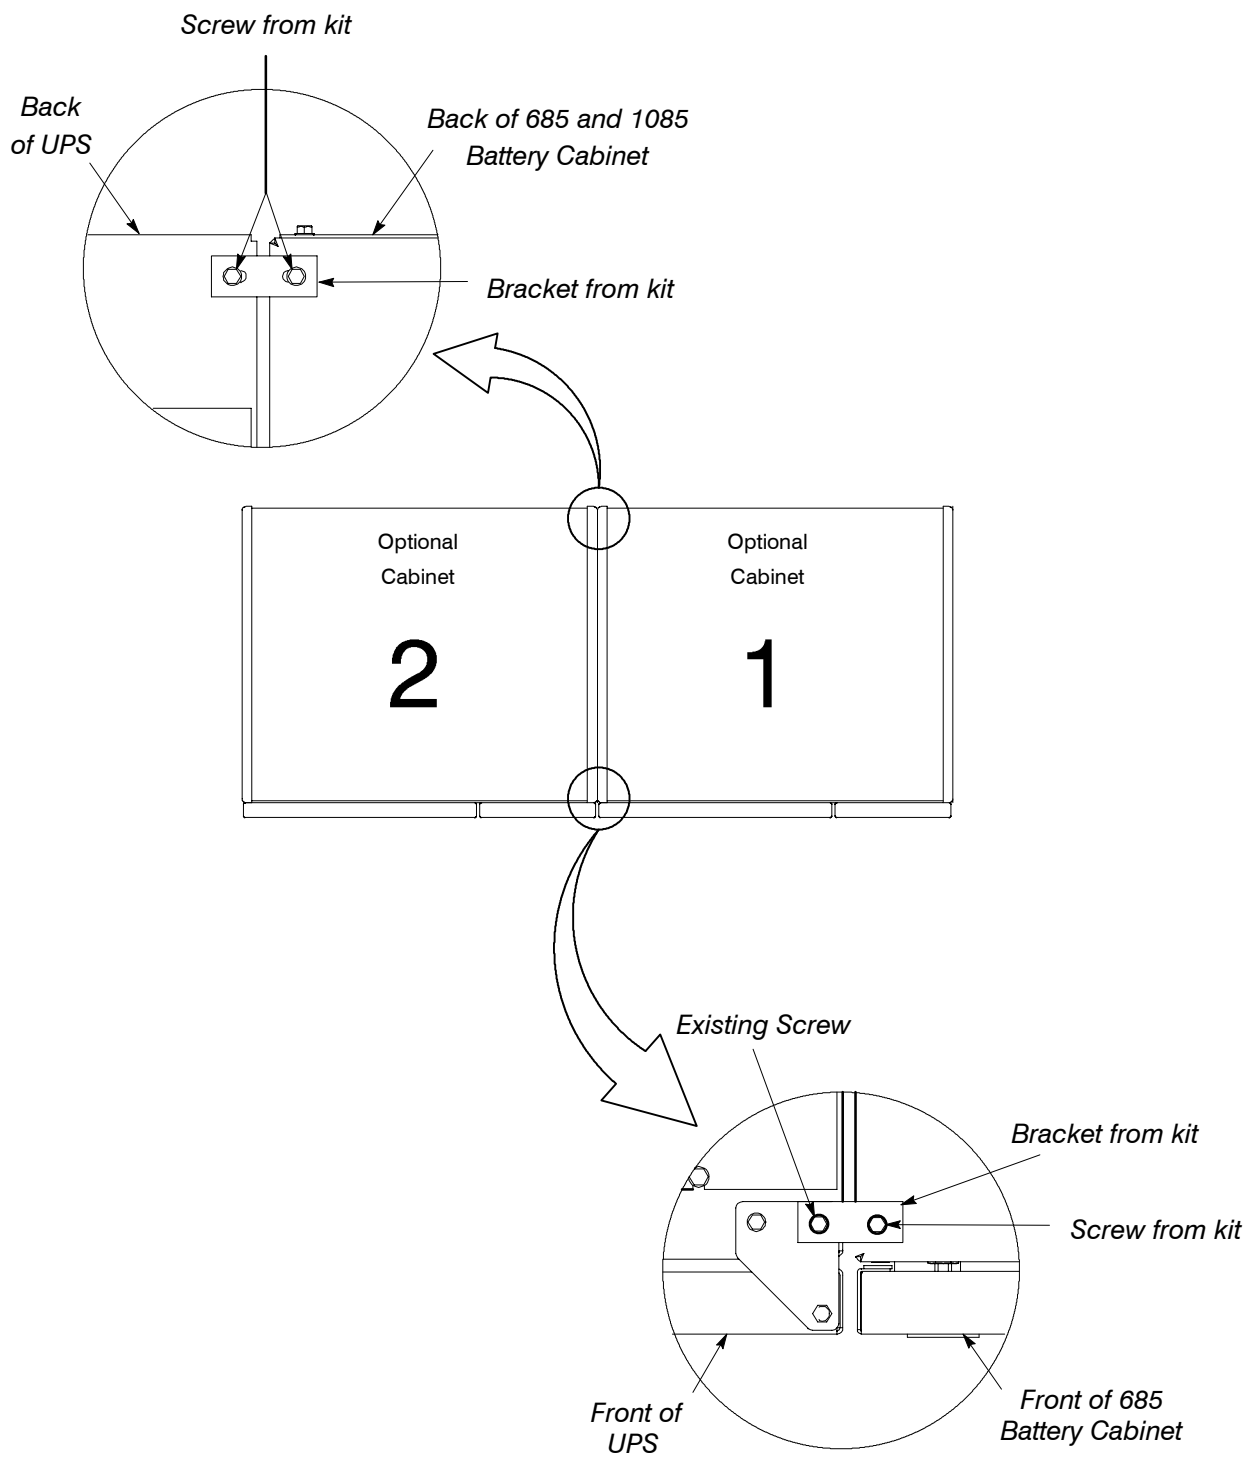 Screw from kit
Back
of UPS
Back of 685 and 1085
Battery Cabinet
Bracket from kit
Optional
Cabinet
2
Optional
Cabinet
1
Existing Screw
Bracket from kit
Screw from kit
Front of
UPS
Front of 685
Battery Cabinet